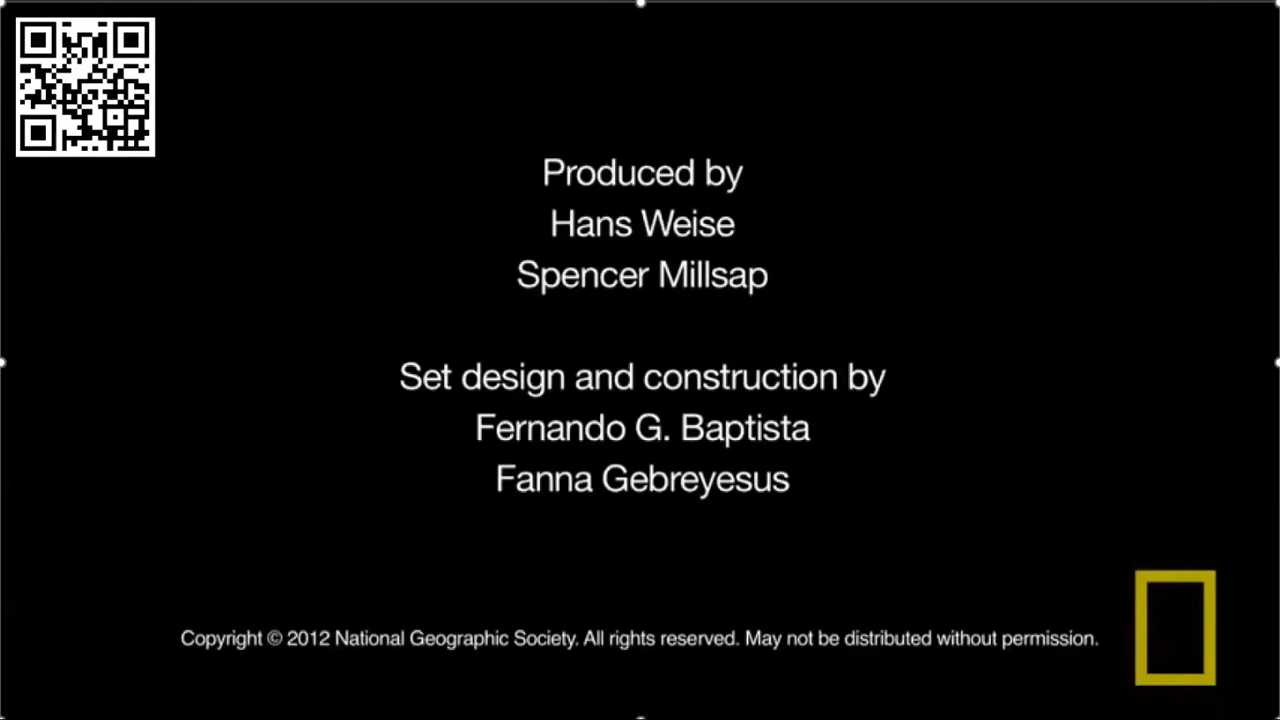 Produced by
Hans Weise
Spencer Millsap
Set design and construction by
Fernando G. Baptista
Fanna Gebreyesus
Copyright © 2012 National Geographic Society. All rights reserved. May not be distributed without permission.